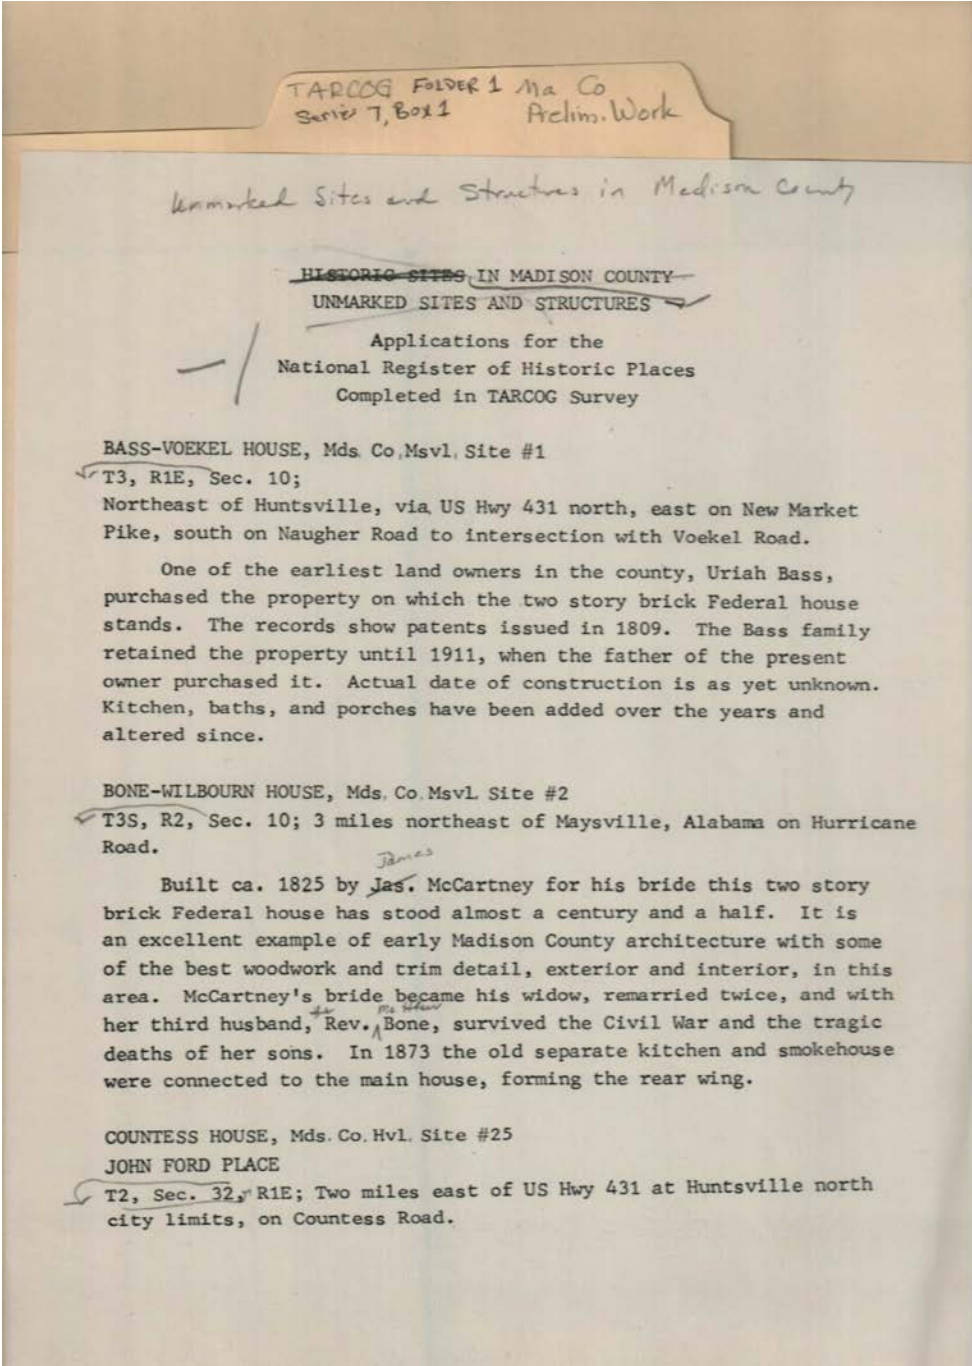 TARCOG FOLDER 1 Ma Co
Series 7, Box 1 Prelim. Work
Unmarked Sites and Structures in Madison County
HISTORIC SITES IN MADISON COUNTY
UNMARKED SITES AND STRUCTURES
Applications for the
National Register of Historic Places
Completed in TARCOG Survey
BASS-VOEKEL HOUSE, Mds. Co. Msvl. Site #1
T3, R1E, Sec. 10;
Northeast of Huntsville, via US Hwy 431 north, east on New Market
Pike, south on Naugher Road to intersection with Voekel Road.
One of the earliest land owners in the county, Uriah Bass,
purchased the property on which the two story brick Federal house
stands. The records show patents issued in 1809. The Bass family
retained the property until 1911, when the father of the present
owner purchased it. Actual date of construction is as yet unknown.
Kitchen, baths, and porches have been added over the years and
altered since.
BONE-WILBOURN HOUSE, Mds. Co. Msvl. Site #2
T3S, R2, Sec. 10; 3 miles northeast of Maysville, Alabama on Hurricane
Road.
James
Built ca. 1825 by Jas. McCartney for his bride this two story
brick Federal house has stood almost a century and a half. It is
an excellent example of early Madison County architecture with some
of the best woodwork and trim detail, exterior and interior, in this
area. McCartney's bride became his widow, remarried twice, and with
her third husband, the Rev. Bone, survived the Civil War and the tragic
deaths of her sons. In 1873 the old separate kitchen and smokehouse
were connected to the main house, forming the rear wing.
COUNTESS HOUSE, Mds. Co. Hvl. Site #25
JOHN FORD PLACE
T2, Sec. 32, R1E; Two miles east of US Hwy 431 at Huntsville north
city limits, on Countess Road.